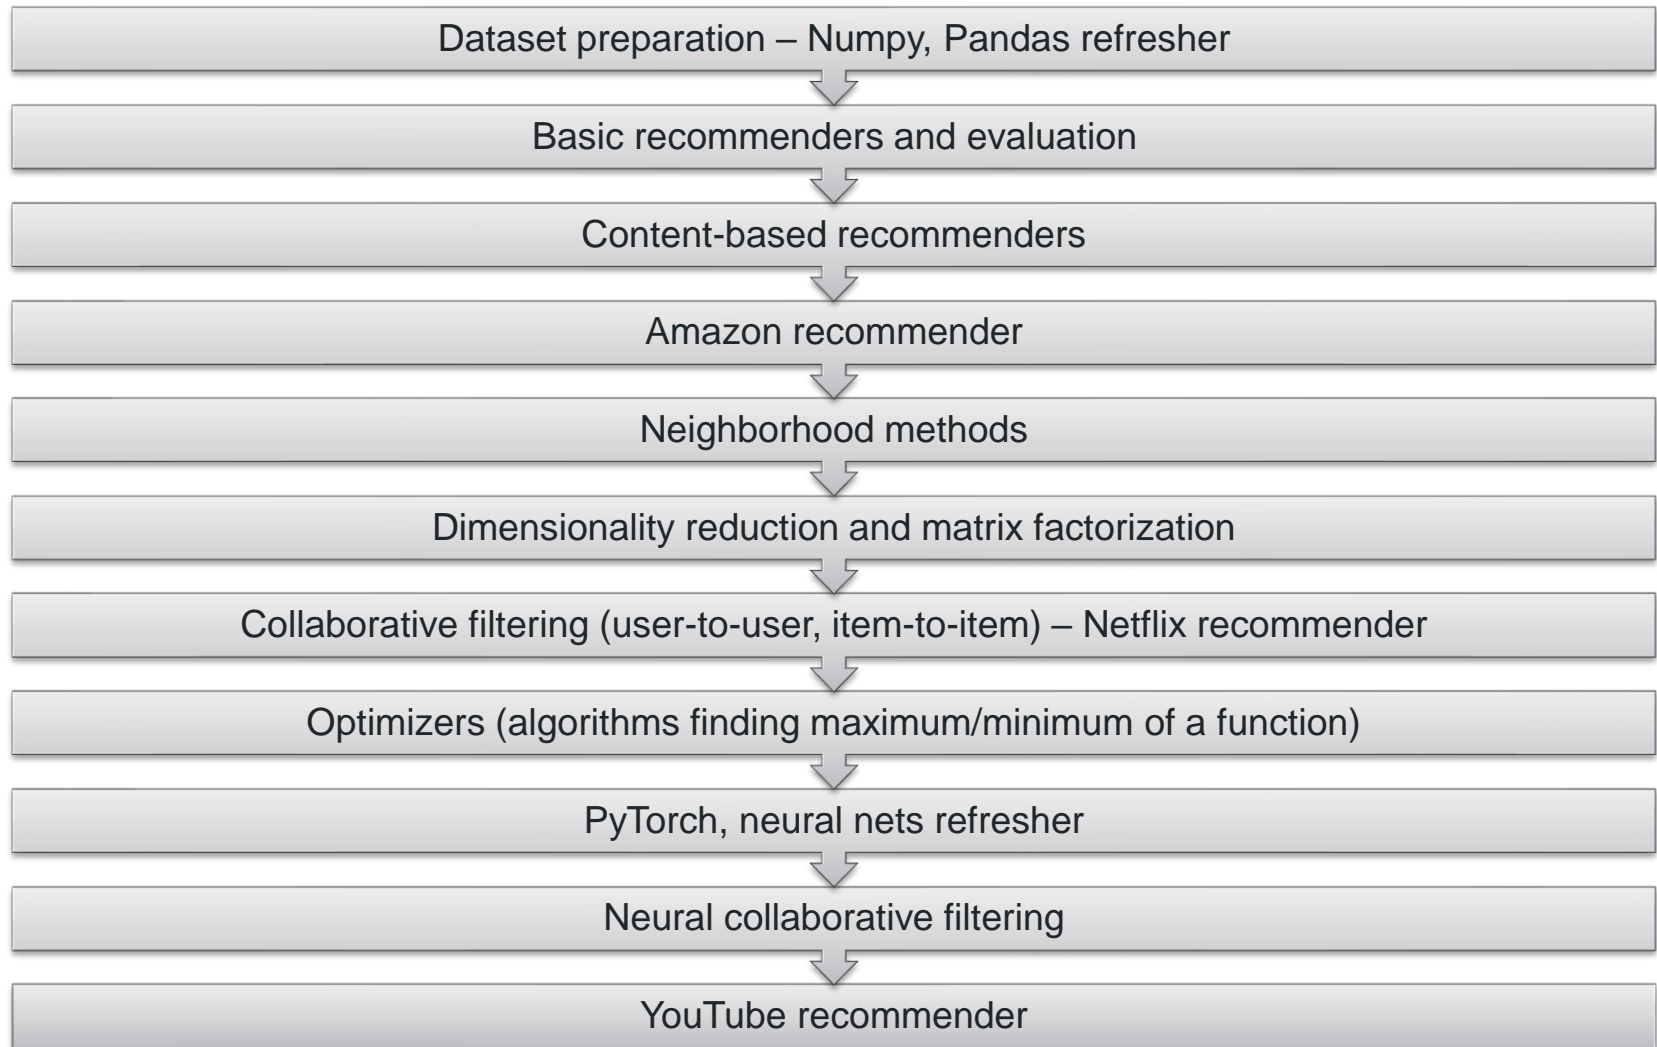 Dataset preparation – Numpy, Pandas refresher
Basic recommenders and evaluation
Content-based recommenders
Amazon recommender
Neighborhood methods
Dimensionality reduction and matrix factorization
Collaborative filtering (user-to-user, item-to-item) – Netflix recommender
Optimizers (algorithms finding maximum/minimum of a function)
PyTorch, neural nets refresher
Neural collaborative filtering
YouTube recommender